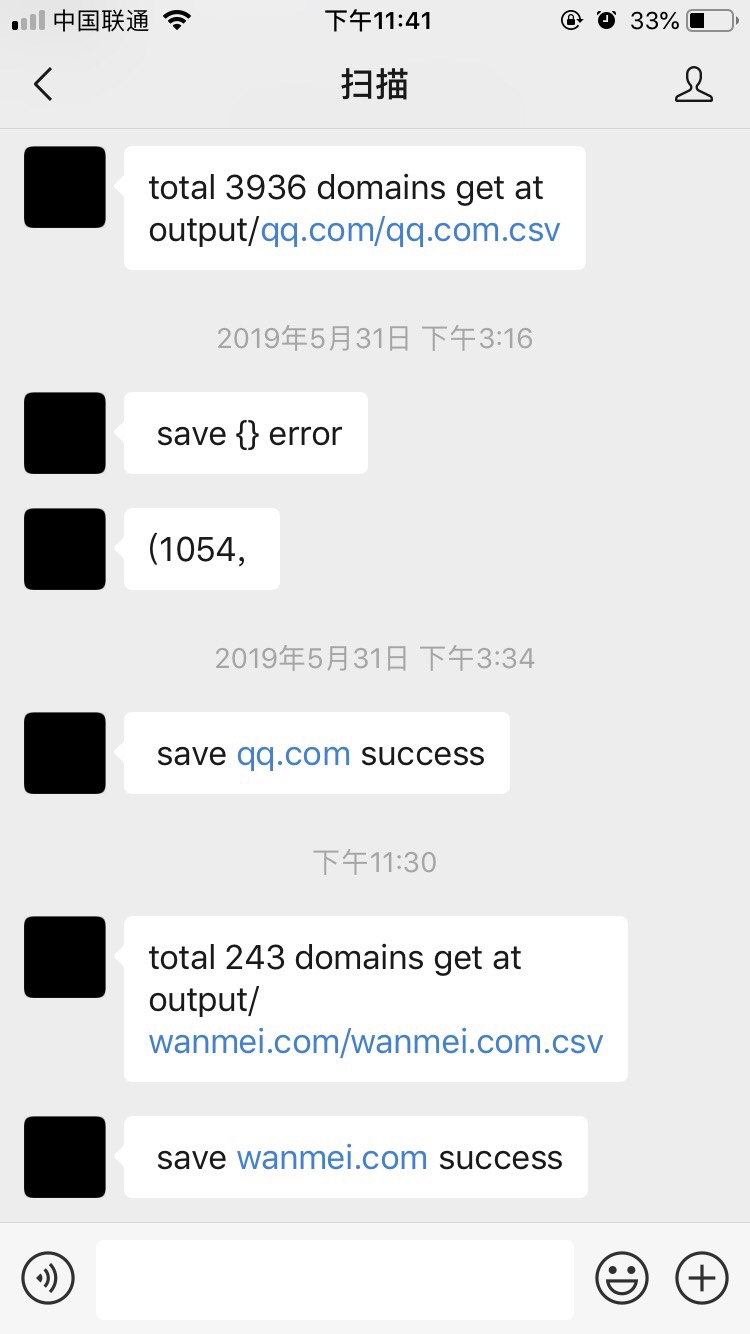 中国联通 下午11:41 33%
扫描
total 3936 domains get at
output/qq.com/qq.com.csv
2019年5月31日 下午3:16
save {} error
(1054,
2019年5月31日 下午3:34
save qq.com success
下午11:30
total 243 domains get at
output/
wanmei.com/wanmei.com.csv
save wanmei.com success